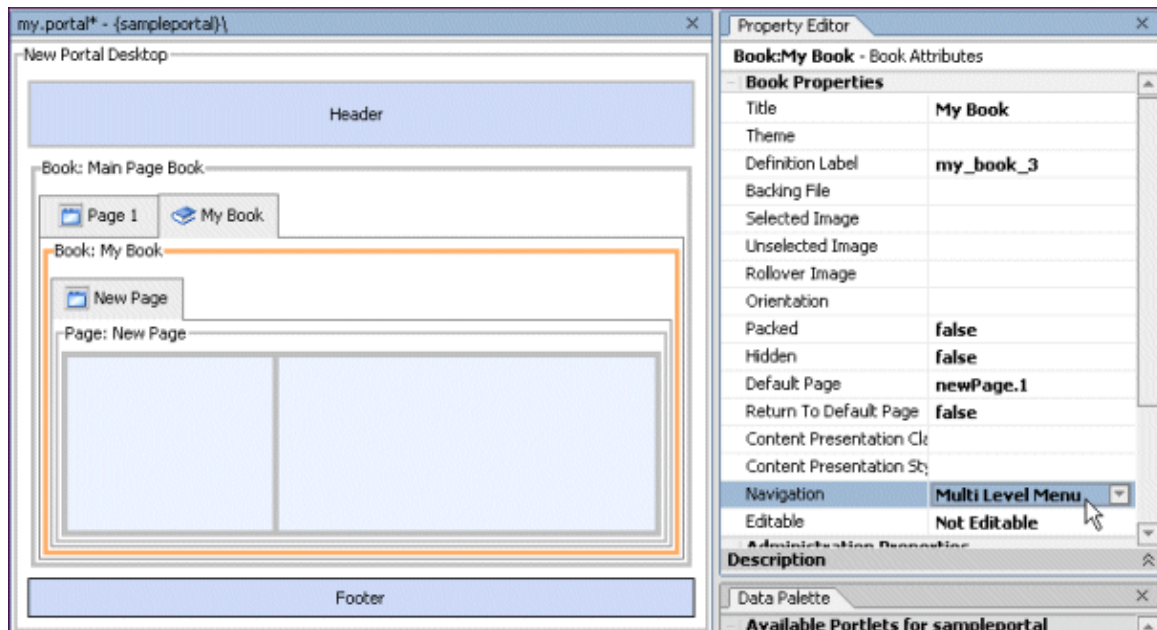 my.portal* - {sampleportal}\
New Portal Desktop
Header
Book: Main Page Book
Page 1
My Book
Book: My Book
New Page
Page: New Page
Footer
Property Editor
Book:My Book - Book Attributes
Book Properties
Title My Book
Theme
Definition Label my_book_3
Backing File
Selected Image
Unselected Image
Rollover Image
Orientation
Packed false
Hidden false
Default Page newPage.1
Return To Default Page false
Content Presentation Cla
Content Presentation Sty
Navigation Multi Level Menu
Editable Not Editable
Administration Properties
Description
Data Palette
Available Portlets for sampleportal